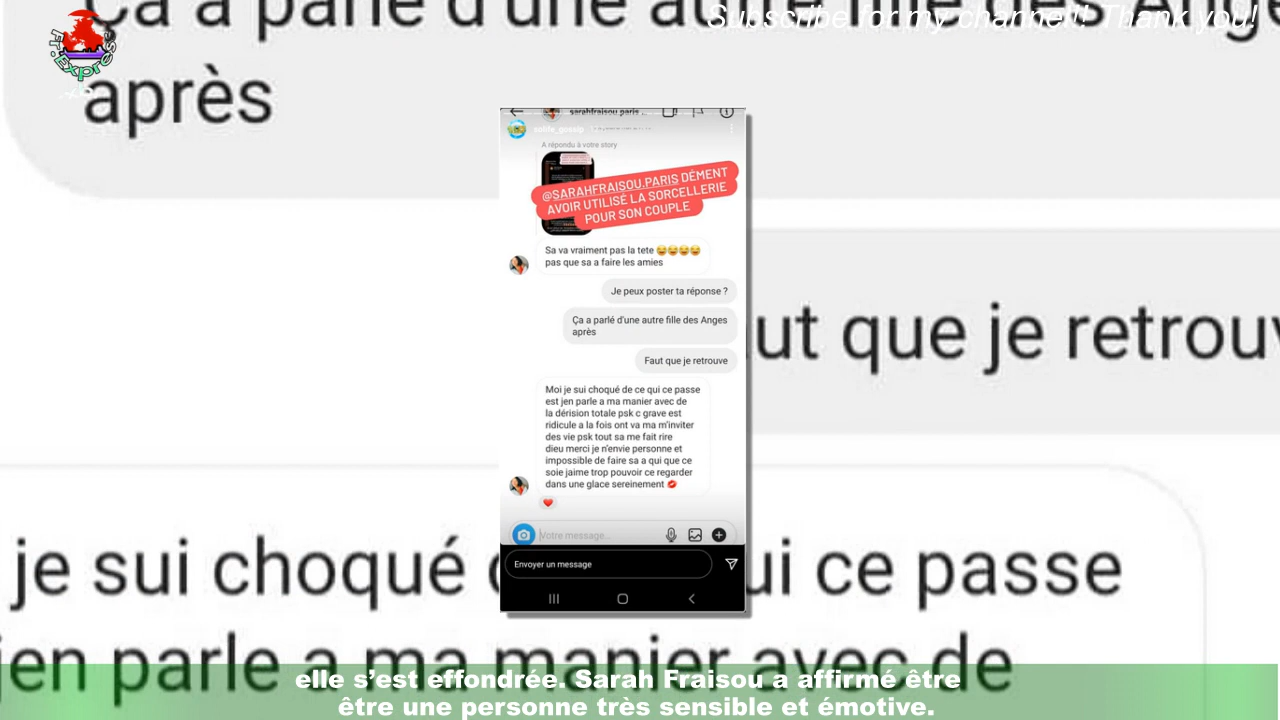 Ça a parlé d'une au
Subscribe for my channel!! Thank you!
s Ange
Fr.Express
après
sarahfraisou.paris...
A répondu à votre story
@SARAHFRAISOU.PARIS DÉMENT
AVOIR UTILISÉ LA SORCELLERIE
POUR SON COUPLE
Sa va vraiment pas la tete 😂😂😂😂
pas que sa a faire les amies
Je peux poster ta réponse ?
Ça a parlé d'une autre fille des Anges
après
Faut que je retrouve
ut que je retrouv
Moi je sui choqué de ce qui ce passe
est jen parle a ma manier avec de
la dérision totale psk c grave est
ridicule a la fois ont va ma m'inviter
des vie psk tout sa me fait rire
dieu merci je n'envie personne et
impossible de faire sa a qui que ce
soie jaime trop pouvoir ce regarder
dans une glace sereinement 💋
❤️
Votre message...
Envoyer un message
je sui choqué d
ui ce passe
jen parle a ma manier avec de
elle s'est effondrée. Sarah Fraisou a affirmé être
être une personne très sensible et émotive.